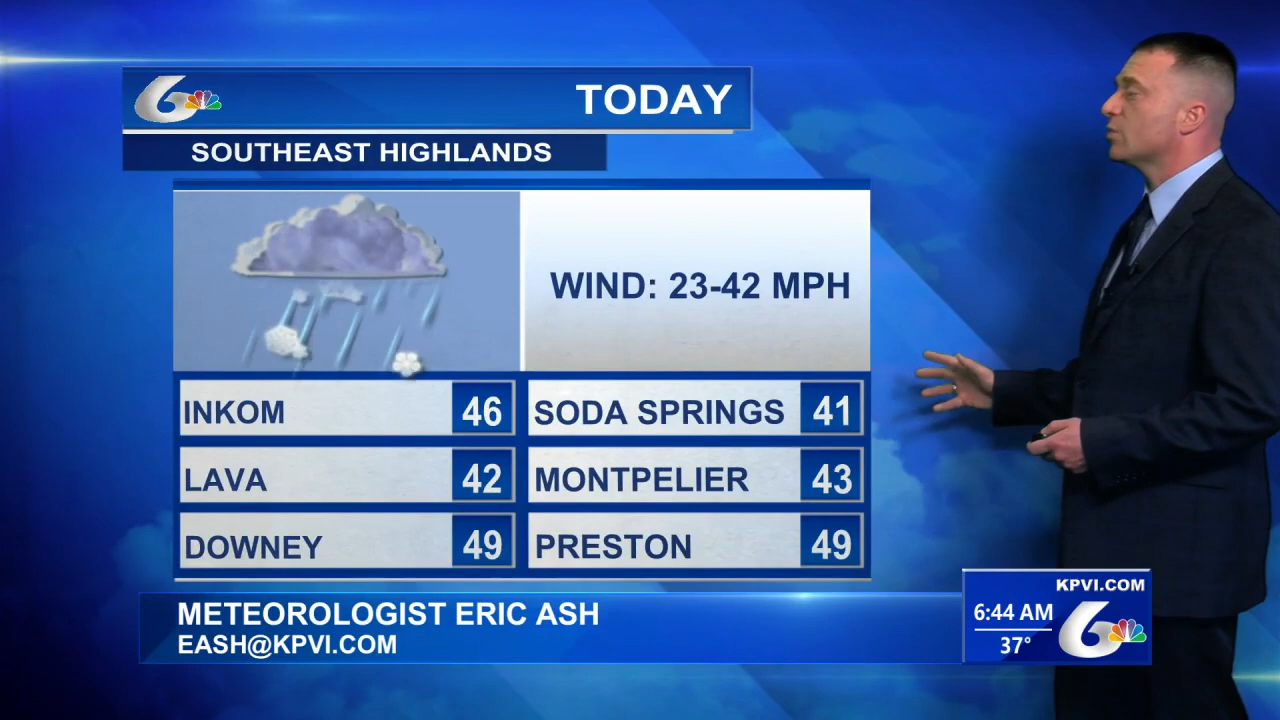 6
TODAY
SOUTHEAST HIGHLANDS
WIND: 23-42 MPH
INKOM 46 SODA SPRINGS 41
LAVA 42 MONTPELIER 43
DOWNEY 49 PRESTON 49
METEOROLOGIST ERIC ASH
EASH@KPVI.COM
KPVI.COM
6:44 AM
37°
6